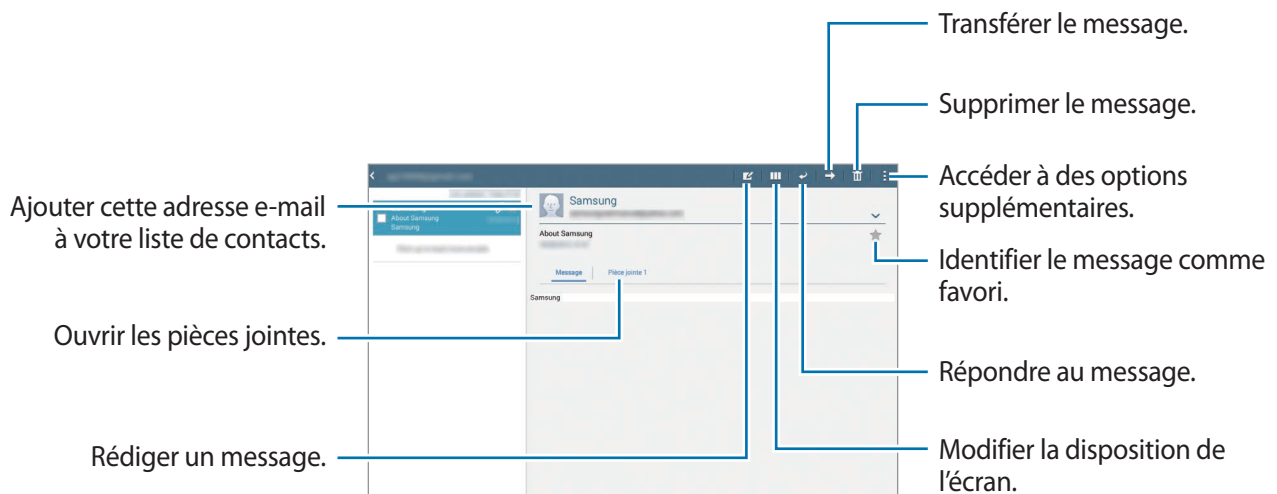 Transférer le message.
Supprimer le message.
Accéder à des options
supplémentaires.
Identifier le message comme
favori.
Répondre au message.
Modifier la disposition de
l'écran.
Ajouter cette adresse e-mail
à votre liste de contacts.
Ouvrir les pièces jointes.
Rédiger un message.
About Samsung
Samsung
Samsung
About Samsung
Message
Pièce jointe 1
Samsung